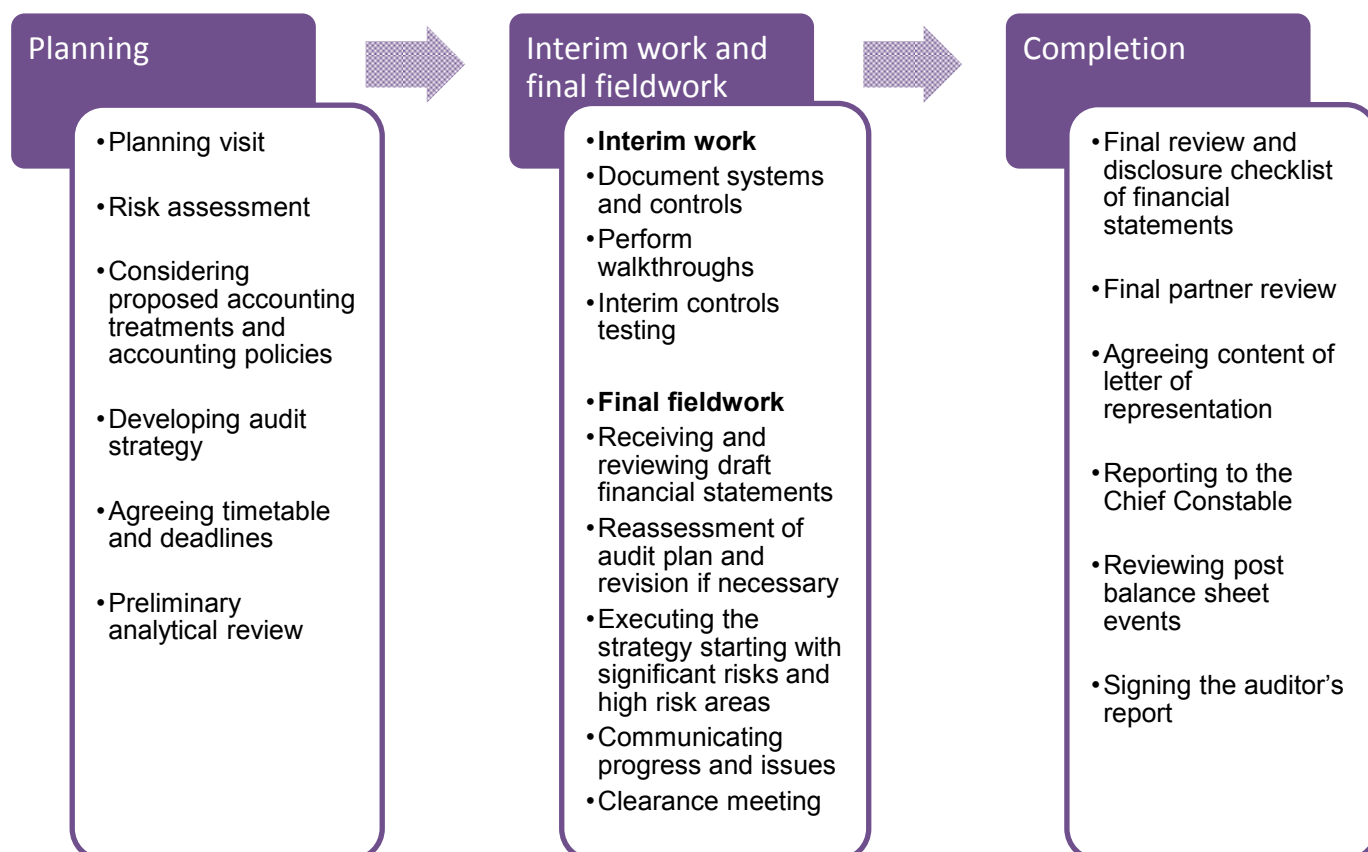 Planning
•Planning visit
•Risk assessment
•Considering
proposed accounting
treatments and
accounting policies
•Developing audit
strategy
•Agreeing timetable
and deadlines
•Preliminary
analytical review
Interim work and
final fieldwork
•Interim work
•Document systems
and controls
•Perform
walkthroughs
•Interim controls
testing
•Final fieldwork
•Receiving and
reviewing draft
financial statements
•Reassessment of
audit plan and
revision if necessary
•Executing the
strategy starting with
significant risks and
high risk areas
•Communicating
progress and issues
•Clearance meeting
Completion
•Final review and
disclosure checklist
of financial
statements
•Final partner review
•Agreeing content of
letter of
representation
•Reporting to the
Chief Constable
•Reviewing post
balance sheet
events
•Signing the auditor’s
report